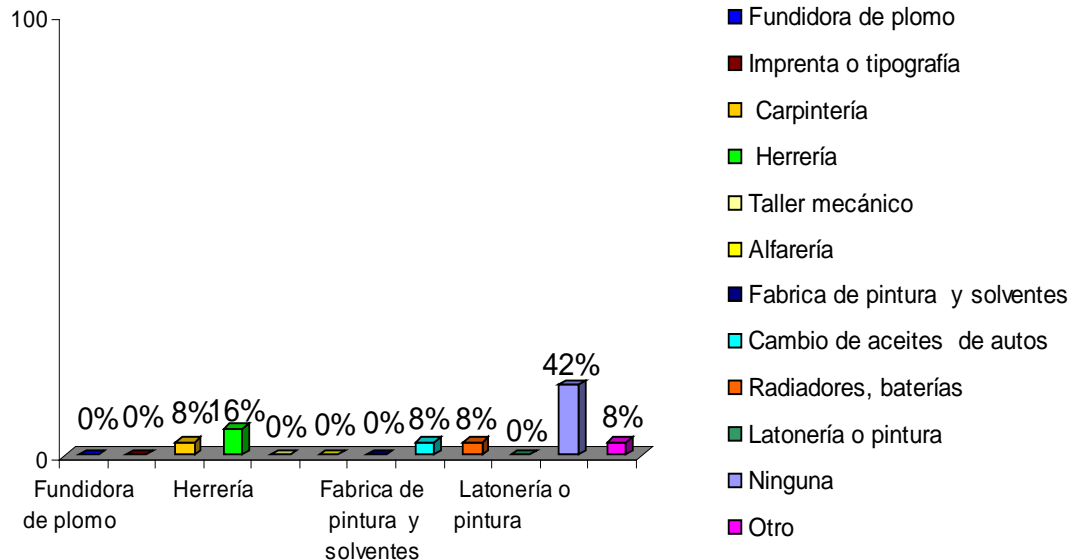 100
0
0%
0%
8%
16%
0%
0%
0%
8%
8%
0%
42%
8%
Fundidora
de plomo
Herrería
Fabrica de
pintura y
solventes
Latonería o
pintura
Fundidora de plomo
Imprenta o tipografía
Carpintería
Herrería
Taller mecánico
Alfarería
Fabrica de pintura y solventes
Cambio de aceites de autos
Radiadores, baterías
Latonería o pintura
Ninguna
Otro